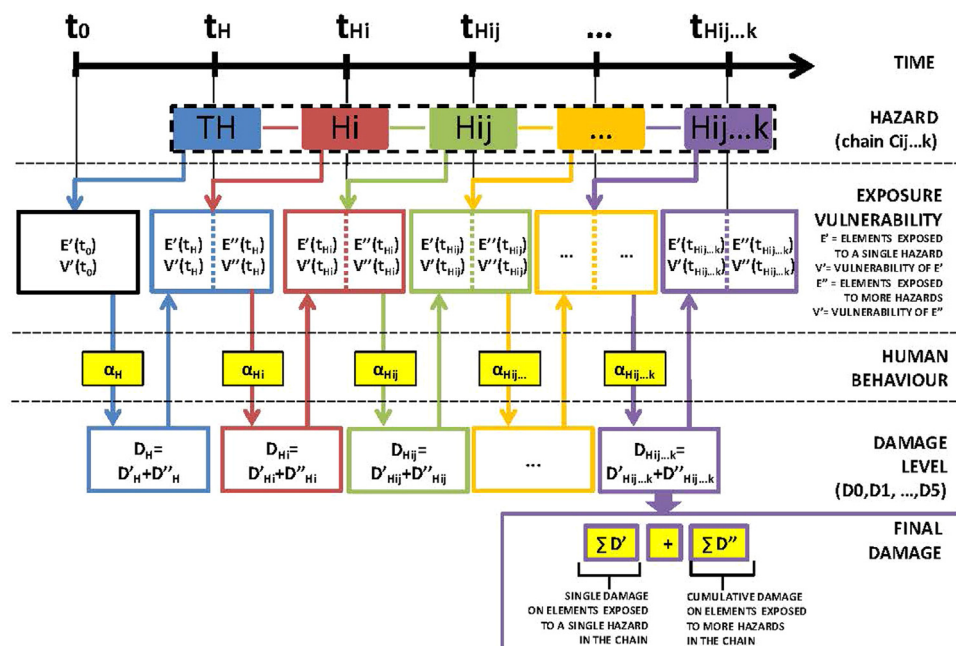 t0 tH tHi tHij ... tHij...k
TIME
TH Hi Hij ... Hij...k
HAZARD
(chain Cij...k)
EXPOSURE
VULNERABILITY
E' = ELEMENTS EXPOSED
TO A SINGLE HAZARD
V'= VULNERABILITY OF E'
E'' = ELEMENTS EXPOSED
TO MORE HAZARDS
V'= VULNERABILITY OF E''
E'(t0)
V'(t0)
E'(tH) E''(tH)
V'(tH) V''(tH)
E'(tHi) E''(tHi)
V'(tHi) V''(tHi)
E'(tHij) E''(tHij)
V'(tHij) V''(tHij)
... ...
E'(tHij...k) E''(tHij...k)
V'(tHij...k) V''(tHij...k)
αH αHi αHij αHij... αHij...k
HUMAN
BEHAVIOUR
DH=
D'H+D''H
DHi=
D'Hi+D''Hi
DHij=
D'Hij+D''Hij
...
DHij...k=
D'Hij...k+D''Hij...k
DAMAGE
LEVEL
(D0,D1, ...,D5)
FINAL
DAMAGE
∑D' + ∑D''
SINGLE DAMAGE
ON ELEMENTS EXPOSED
TO A SINGLE HAZARD
IN THE CHAIN
CUMULATIVE DAMAGE
ON ELEMENTS EXPOSED
TO MORE HAZARDS
IN THE CHAIN